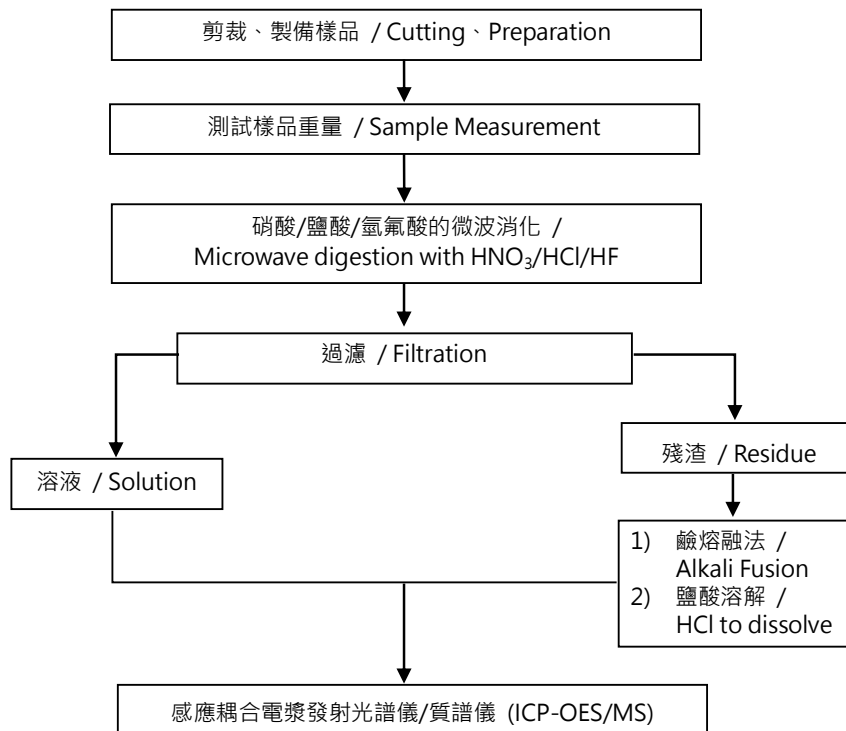 剪裁、製備樣品 / Cutting、Preparation
測試樣品重量 / Sample Measurement
硝酸/鹽酸/氫氟酸的微波消化 /
Microwave digestion with HNO₃/HCl/HF
過濾 / Filtration
溶液 / Solution
殘渣 / Residue
1) 鹼熔融法 /
Alkali Fusion
2) 鹽酸溶解 /
HCl to dissolve
感應耦合電漿發射光譜儀/質譜儀 (ICP-OES/MS)